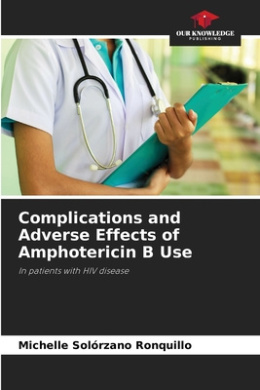 OUR KNOWLEDGE
PUBLISHING
Complications and
Adverse Effects of
Amphotericin B Use
In patients with HIV disease
Michelle Solórzano Ronquillo